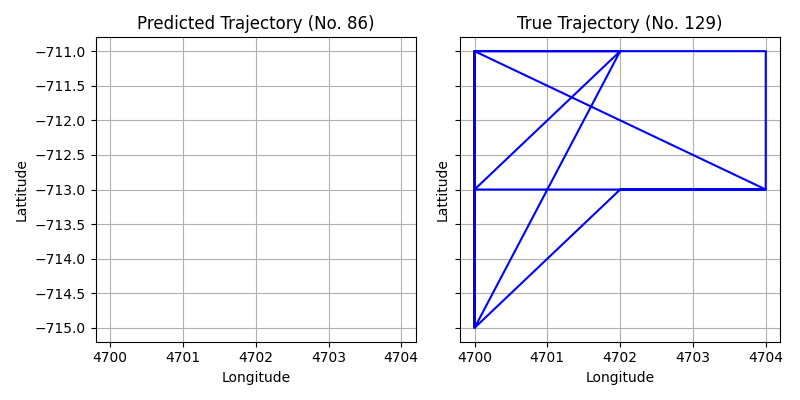 Predicted Trajectory (No. 86)
True Trajectory (No. 129)
−711.0
−711.5
−712.0
−712.5
−713.0
−713.5
−714.0
−714.5
−715.0
Lattitude
Lattitude
4700 4701 4702 4703 4704
4700 4701 4702 4703 4704
Longitude
Longitude